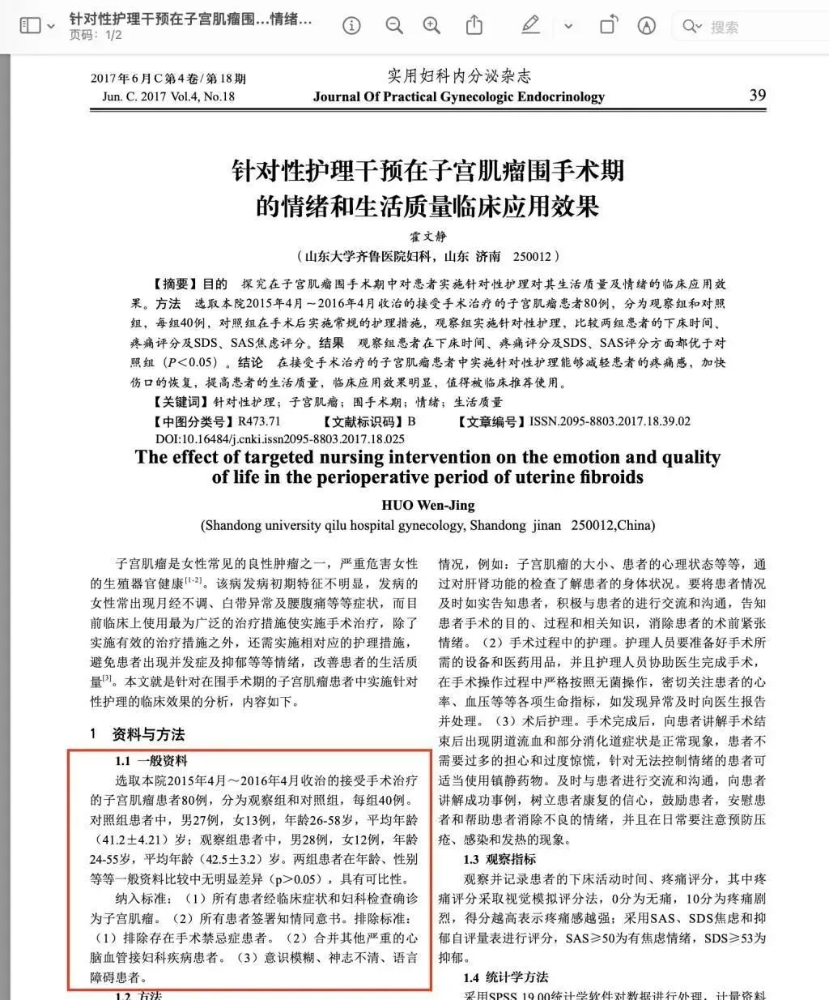 针对性护理干预在子宫肌瘤围...情绪...
页码：1/2
搜索
2017年6月C第4卷/第18期
Jun. C. 2017 Vol.4, No.18
实用妇科内分泌杂志
Journal Of Practical Gynecologic Endocrinology
39
针对性护理干预在子宫肌瘤围手术期
的情绪和生活质量临床应用效果
霍文静
（山东大学齐鲁医院妇科，山东 济南 250012）
【摘要】目的 探究在子宫肌瘤围手术期中对患者实施针对性护理对其生活质量及情绪的临床应用效
果。方法 选取本院2015年4月～2016年4月收治的接受手术治疗的子宫肌瘤患者80例，分为观察组和对照
组，每组40例，对照组在手术后实施常规的护理措施，观察组实施针对性护理，比较两组患者的下床时间、
疼痛评分及SDS、SAS焦虑评分。结果 观察组患者在下床时间、疼痛评分及SDS、SAS评分方面都优于对
照组（P＜0.05）。结论 在接受手术治疗的子宫肌瘤患者中实施针对性护理能够减轻患者的疼痛感，加快
伤口的恢复，提高患者的生活质量，临床应用效果明显，值得被临床推荐使用。
【关键词】针对性护理；子宫肌瘤；围手术期；情绪；生活质量
【中图分类号】R473.71 【文献标识码】B 【文章编号】ISSN.2095-8803.2017.18.39.02
DOI:10.16484/j.cnki.issn2095-8803.2017.18.025
The effect of targeted nursing intervention on the emotion and quality
of life in the perioperative period of uterine fibroids
HUO Wen-Jing
(Shandong university qilu hospital gynecology, Shandong jinan 250012,China)
子宫肌瘤是女性常见的良性肿瘤之一，严重危害女性
的生殖器官健康[1-2]。该病发病初期特征不明显，发病的
女性常出现月经不调、白带异常及腰腹痛等等症状，而目
前临床上使用最为广泛的治疗措施使实施手术治疗，除了
实施有效的治疗措施之外，还需实施相对应的护理措施，
避免患者出现并发症及抑郁等等情绪，改善患者的生活质
量[3]。本文就是针对在围手术期的子宫肌瘤患者中实施针对
性护理的临床效果的分析，内容如下。
1 资料与方法
1.1 一般资料
选取本院2015年4月～2016年4月收治的接受手术治疗
的子宫肌瘤患者80例，分为观察组和对照组，每组40例。
对照组患者中，男27例，女13例，年龄26-58岁，平均年龄
（41.2±4.21）岁；观察组患者中，男28例，女12例，年龄
24-55岁，平均年龄（42.5±3.2）岁。两组患者在年龄、性别
等等一般资料比较中无明显差异（p＞0.05），具有可比性。
纳入标准：（1）所有患者经临床症状和妇科检查确诊
为子宫肌瘤。（2）所有患者签署知情同意书。排除标准：
（1）排除存在手术禁忌症患者。（2）合并其他严重的心
脑血管接妇科疾病患者。（3）意识模糊、神志不清、语言
障碍患者。
1.2 方法
情况，例如：子宫肌瘤的大小、患者的心理状态等等，通
过对肝肾功能的检查了解患者的身体状况。要将患者情况
及时如实告知患者，积极与患者的进行交流和沟通，告知
患者手术的目的、过程和相关知识，消除患者的术前紧张
情绪。（2）手术过程中的护理。护理人员要准备好手术所
需的设备和医药用品，并且护理人员协助医生完成手术，
在手术操作过程中严格按照无菌操作，密切关注患者的心
率、血压等等各项生命指标，如发现异常及时向医生报告
并处理。（3）术后护理。手术完成后，向患者讲解手术结
束后出现阴道流血和部分消化道症状是正常现象，患者不
需要过多的担心和过度惊慌，针对无法控制情绪的患者可
适当使用镇静药物。及时与患者进行交流和沟通，向患者
讲解成功事例，树立患者康复的信心，鼓励患者，安慰患
者和帮助患者消除不良的情绪，并且在日常要注意预防压
疮、感染和发热的现象。
1.3 观察指标
观察并记录患者的下床活动时间、疼痛评分，其中疼
痛评分采取视觉模拟评分法，0分为无痛，10分为疼痛剧
烈，得分越高表示疼痛感越强；采用SAS、SDS焦虑和抑
郁自评量表进行评分，SAS≥50为有焦虑情绪，SDS≥53为
抑郁。
1.4 统计学方法
采用SPSS 19.00统计学软件对数据进行处理，计量资料